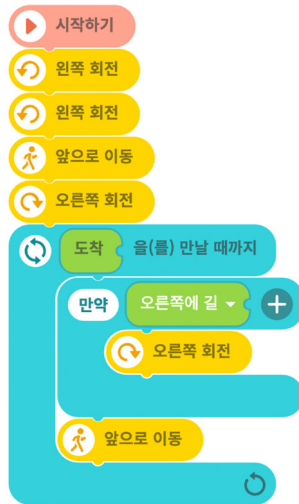 시작하기
왼쪽 회전
왼쪽 회전
앞으로 이동
오른쪽 회전
도착 을(를) 만날 때까지
만약 오른쪽에 길
오른쪽 회전
앞으로 이동